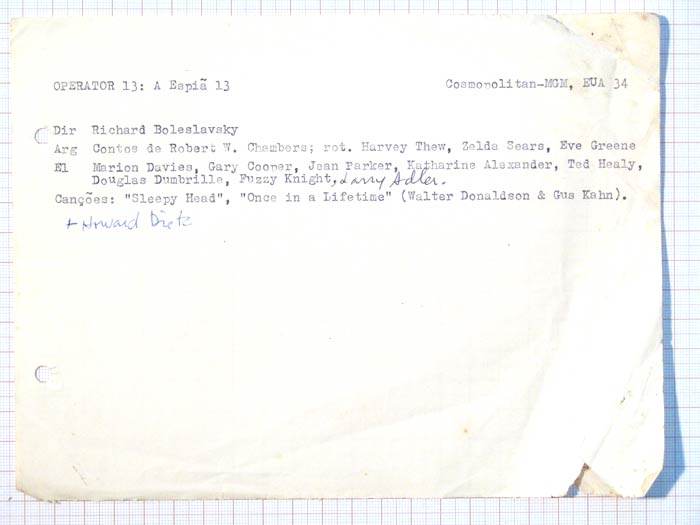 OPERATOR 13: A Espiã 13 Cosmopolitan-MGM, EUA 34
Dir Richard Boleslavsky
Arg Contos de Robert W. Chambers; rot. Harvey Thew, Zelda Sears, Eve Greene
El Marion Davies, Gary Cooper, Jean Parker, Katharine Alexander, Ted Healy,
Douglas Dumbrille, Fuzzy Knight, Larry Adler.
Canções: "Sleepy Head", "Once in a Lifetime" (Walter Donaldson & Gus Kahn).
+ Howard Dietz